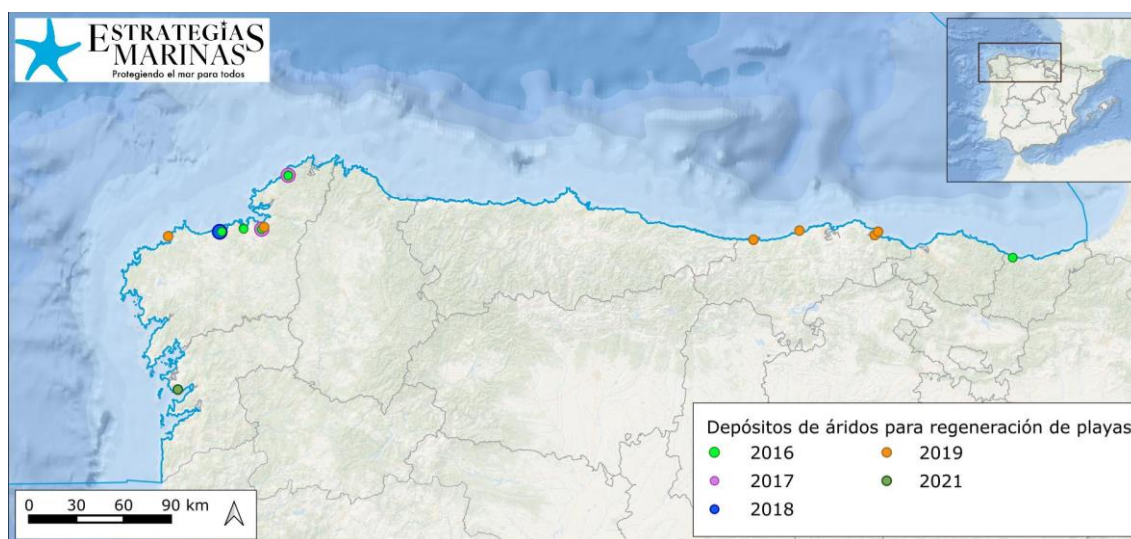 ESTRATEGIAS
MARINAS
Protegiendo el mar para todos
Depósitos de áridos para regeneración de playas
2016
2019
2017
2021
2018
0 30 60 90 km